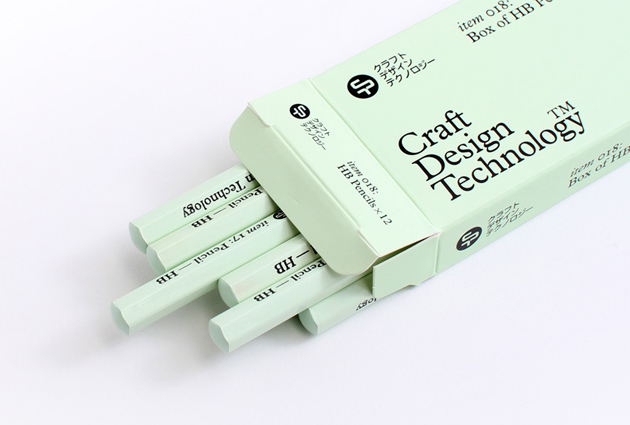 item 018:
Box of HB
クラフト
デザイン
テクノロジー
Craft
Design
Technology™
クラフト
デザイン
テクノロジー
item 018:
HB Pencils × 12
クラフト
デザイン
テクノロジー
item 018:
Box of HB
Technology
Pencil — HB
item 17: Pencil — HB
— HB
Pencil — HB